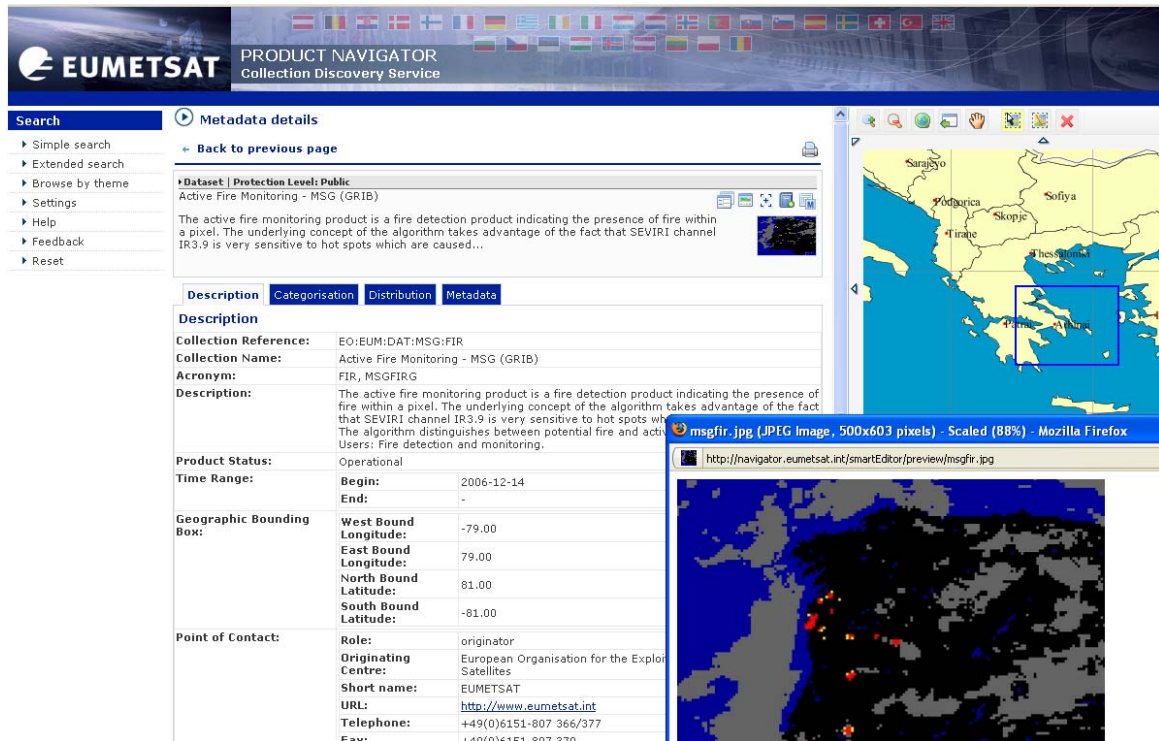 EUMETSAT
PRODUCT NAVIGATOR
Collection Discovery Service
Search
Simple search
Extended search
Browse by theme
Settings
Help
Feedback
Reset
Metadata details
Back to previous page
Dataset | Protection Level: Public
Active Fire Monitoring - MSG (GRIB)
The active fire monitoring product is a fire detection product indicating the presence of fire within
a pixel. The underlying concept of the algorithm takes advantage of the fact that SEVIRI channel
IR3.9 is very sensitive to hot spots which are caused...
Description Categorisation Distribution Metadata
Description
Collection Reference: EO:EUM:DAT:MSG:FIR
Collection Name: Active Fire Monitoring - MSG (GRIB)
Acronym: FIR, MSGFIRG
Description: The active fire monitoring product is a fire detection product indicating the presence of
fire within a pixel. The underlying concept of the algorithm takes advantage of the fact
that SEVIRI channel IR3.9 is very sensitive to hot spots
The algorithm distinguishes between potential fire and
Users: Fire detection and monitoring.
Product Status: Operational
Time Range: Begin: 2006-12-14
End: -
Geographic Bounding Box: West Bound Longitude: -79.00
East Bound Longitude: 79.00
North Bound Latitude: 81.00
South Bound Latitude: -81.00
Point of Contact: Role: originator
Originating Centre: European Organisation for the
Satellites
Short name: EUMETSAT
URL: http://www.eumetsat.int
Telephone: +49(0)6151-807 366/377
Fax: +49(0)6151-807 379
Sarajevo
Podgorica
Sofiya
Skopje
Tirane
Thessaloniki
Patrai
Athinai
msgfir.jpg (JPEG Image, 500x603 pixels) - Scaled (88%) - Mozilla Firefox
http://navigator.eumetsat.int/smartEditor/preview/msgfir.jpg